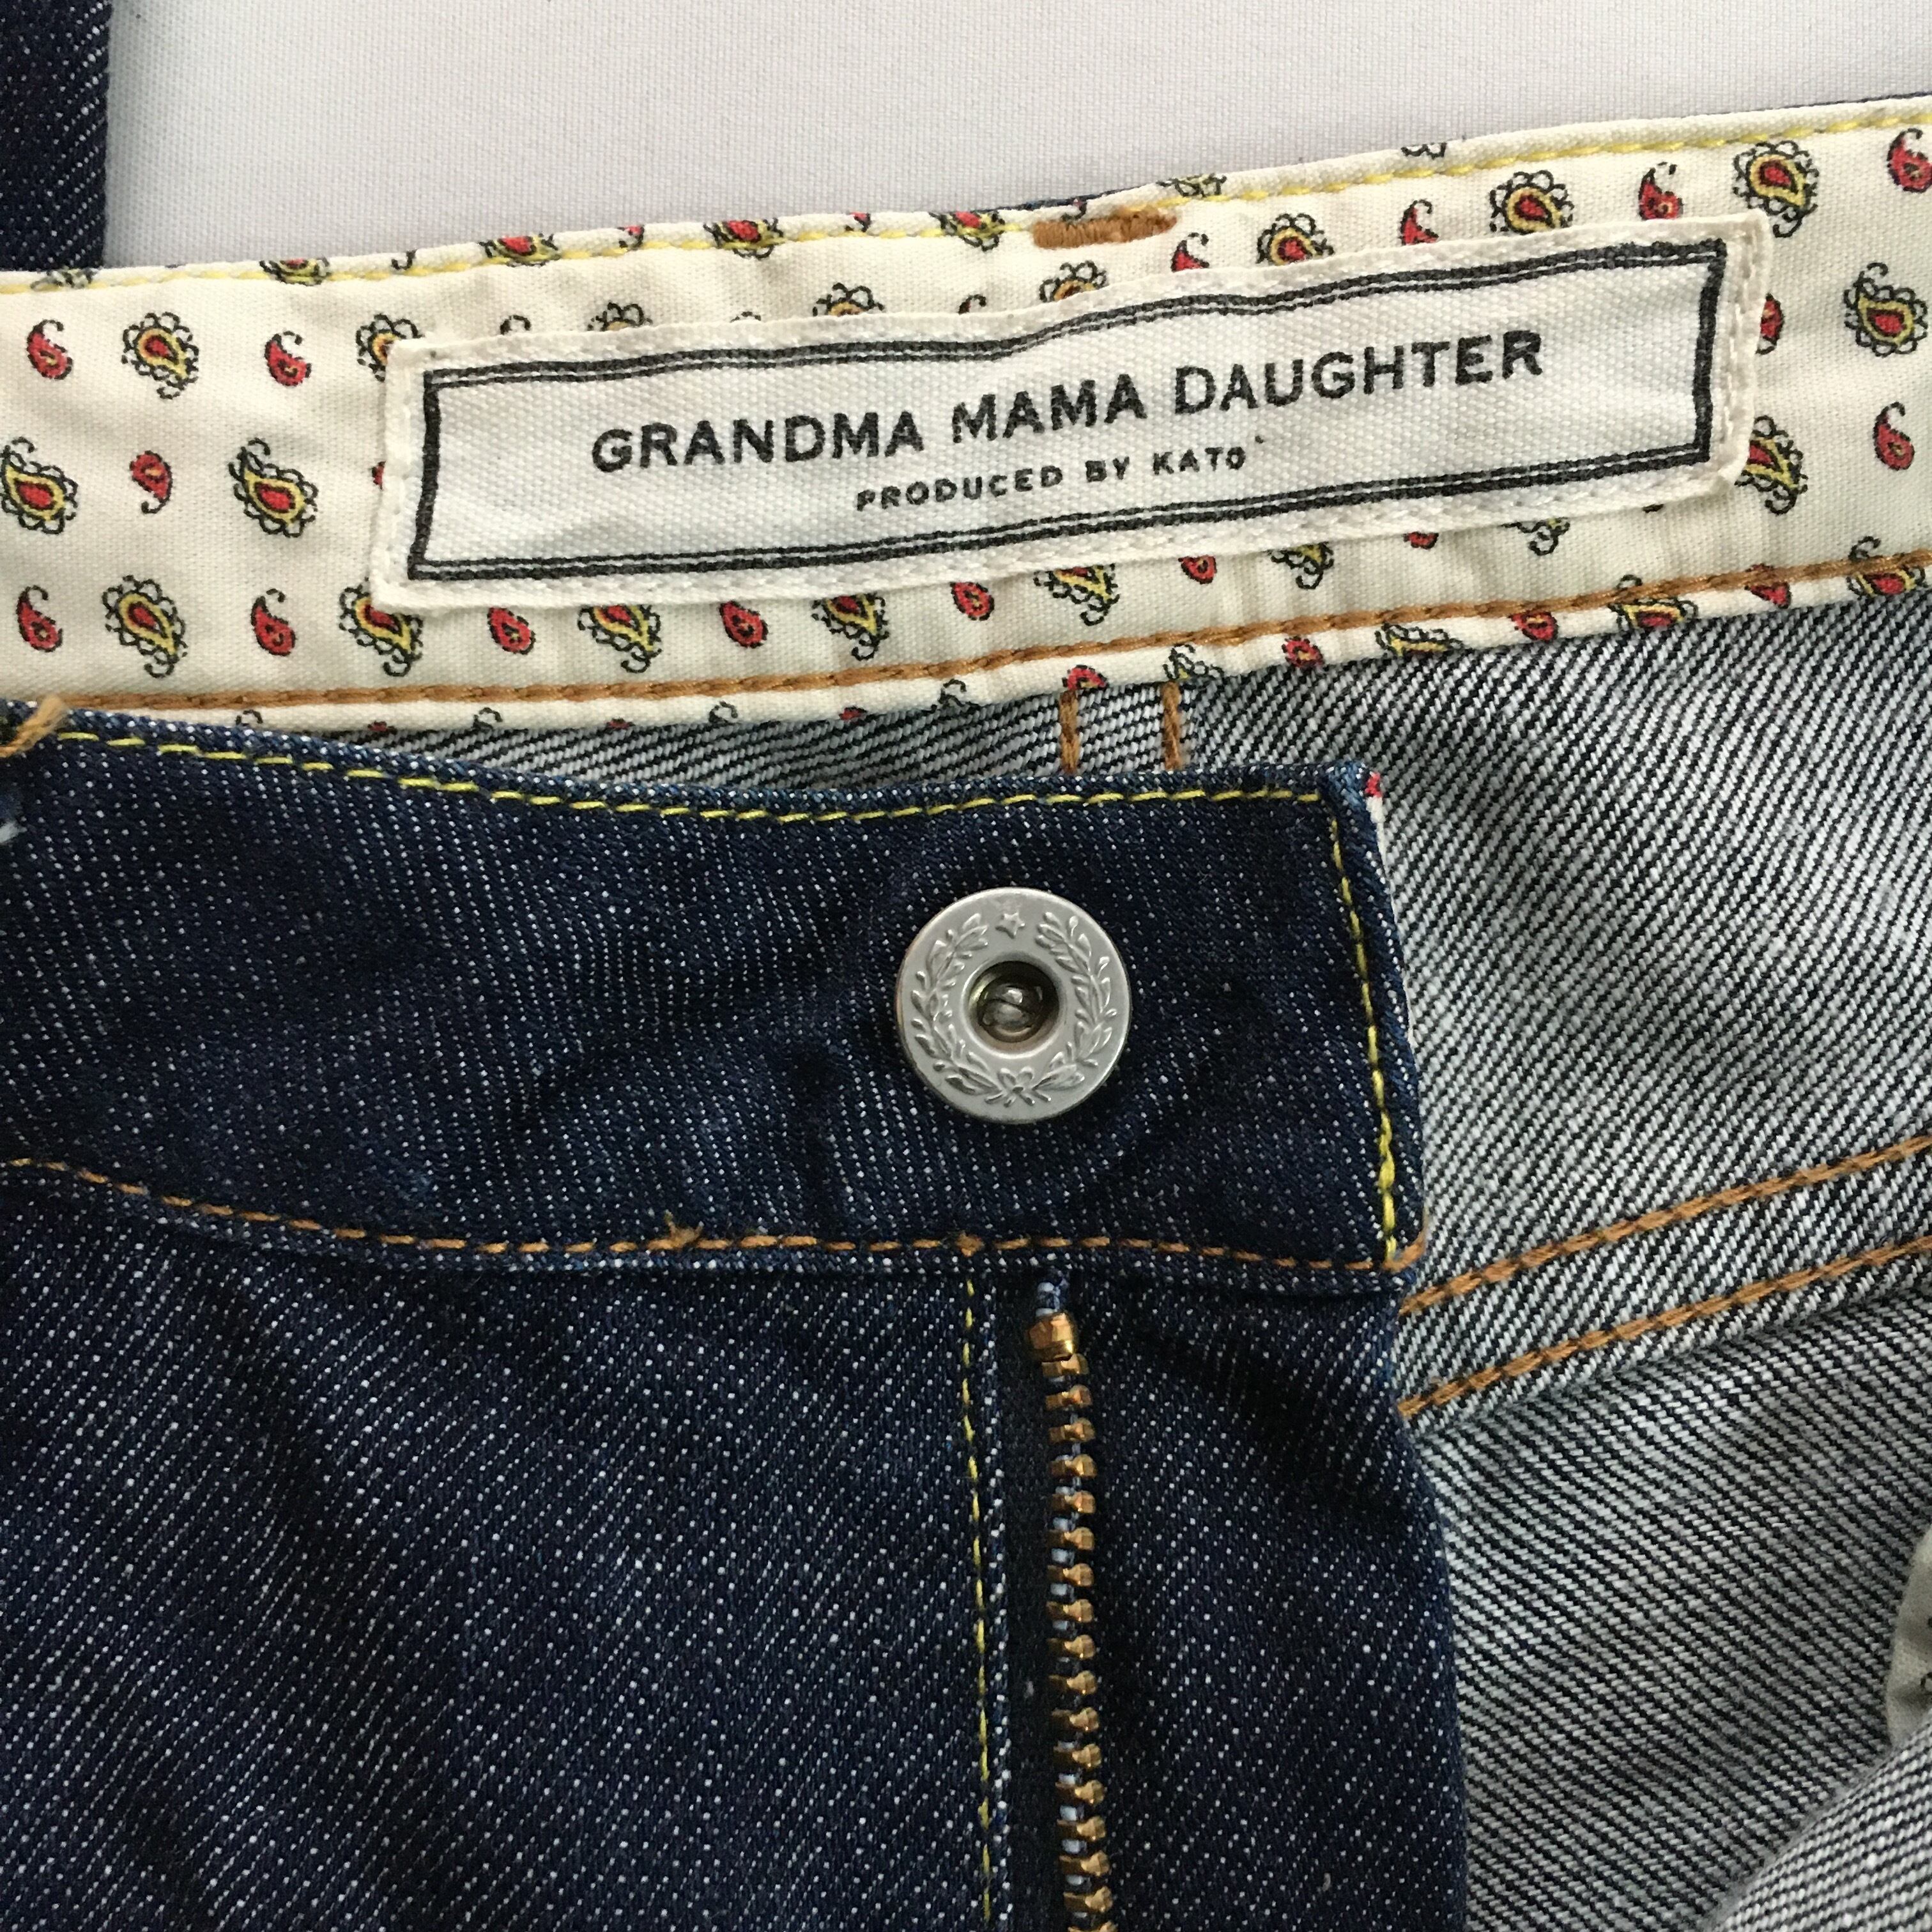 GRANDMA MAMA DAUGHTER
PRODUCED BY KATO`